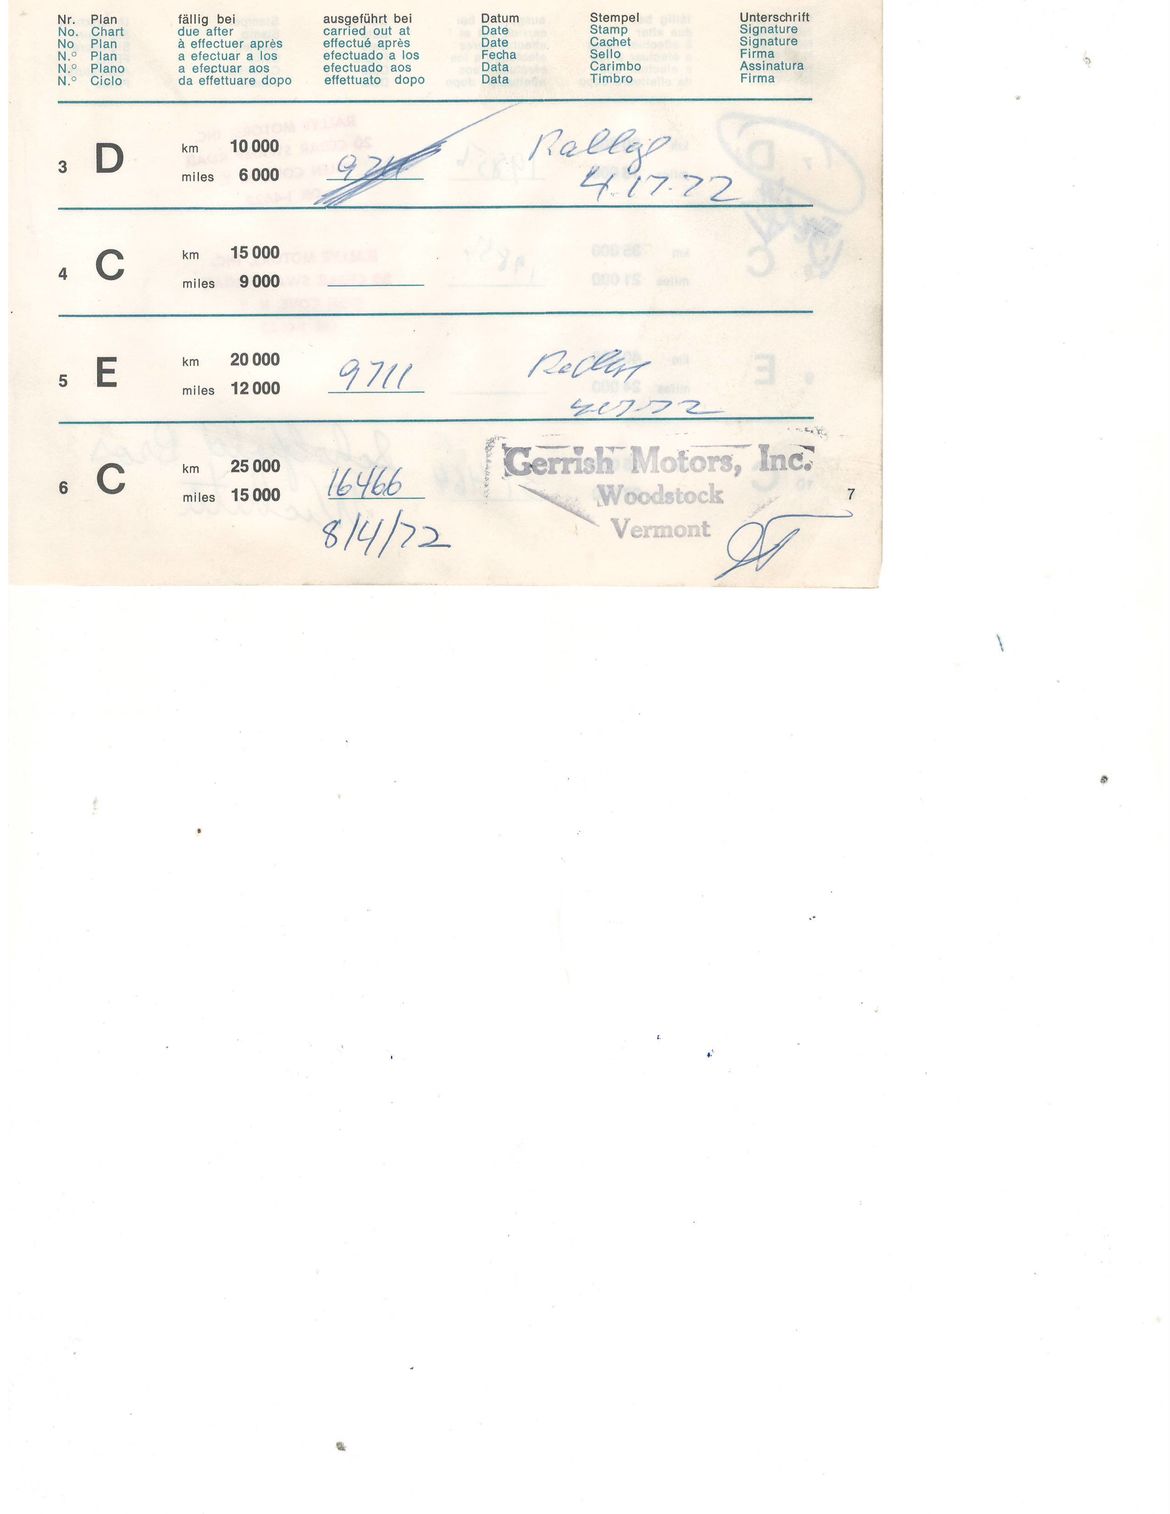 Nr. Plan fällig bei ausgeführt bei Datum Stempel Unterschrift
No. Chart due after carried out at Date Stamp Signature
No Plan à effectuer après effectué après Date Cachet Signature
N.° Plan a efectuar a los efectuado a los Fecha Sello Firma
N.° Plano a efectuar aos efectuado aos Data Carimbo Assinatura
N.° Ciclo da effettuare dopo effettuato dopo Data Timbro Firma
km 10 000
3 D miles 6 000 9711 Rallye
4.17.72
km 15 000
4 C miles 9 000
km 20 000
5 E miles 12 000 9711 Rallye
4.17.72
km 25 000 Gerrish Motors, Inc.
6 C miles 15 000 16466 Woodstock 7
8/4/72 Vermont